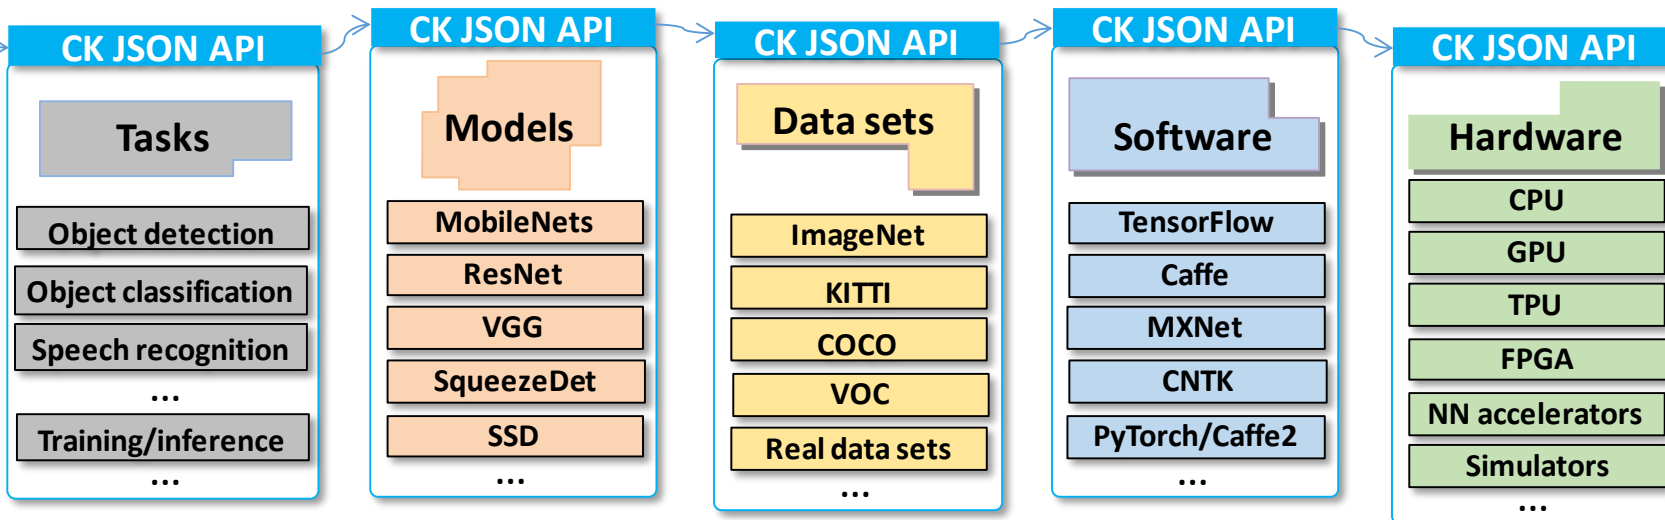 CK JSON API
Tasks
Object detection
Object classification
Speech recognition
...
Training/inference
...
CK JSON API
Models
MobileNets
ResNet
VGG
SqueezeDet
SSD
...
CK JSON API
Data sets
ImageNet
KITTI
COCO
VOC
Real data sets
...
CK JSON API
Software
TensorFlow
Caffe
MXNet
CNTK
PyTorch/Caffe2
...
CK JSON API
Hardware
CPU
GPU
TPU
FPGA
NN accelerators
Simulators
...